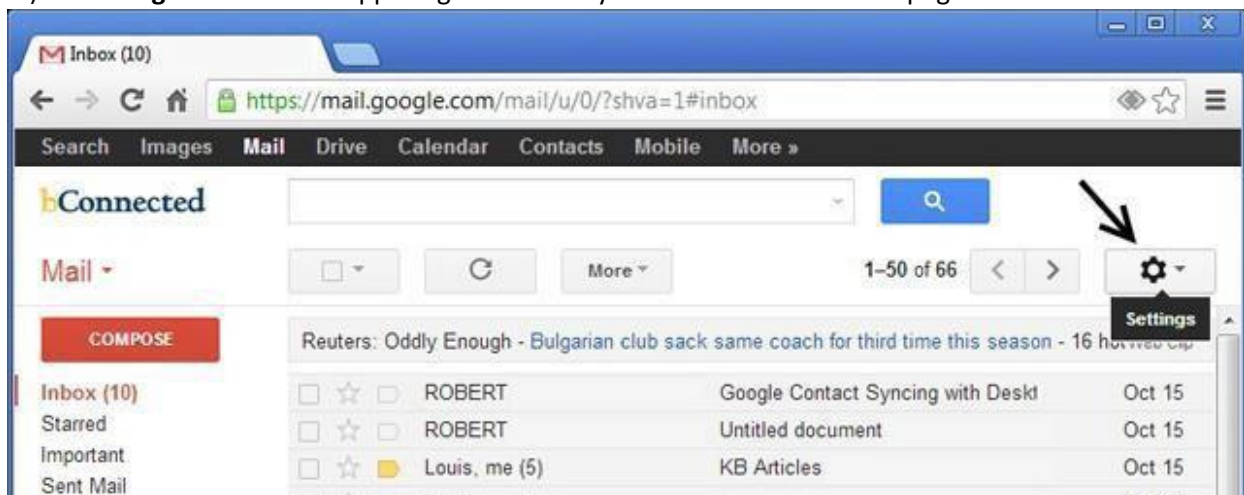 Inbox (10)
https://mail.google.com/mail/u/0/?shva=1#inbox
Search Images Mail Drive Calendar Contacts Mobile More »
bConnected
Mail
More
1–50 of 66
Settings
COMPOSE
Reuters: Oddly Enough - Bulgarian club sack same coach for third time this season - 16 Web Clip
Inbox (10)
ROBERT Google Contact Syncing with Deskt Oct 15
Starred
ROBERT Untitled document Oct 15
Important
Louis, me (5) KB Articles Oct 15
Sent Mail